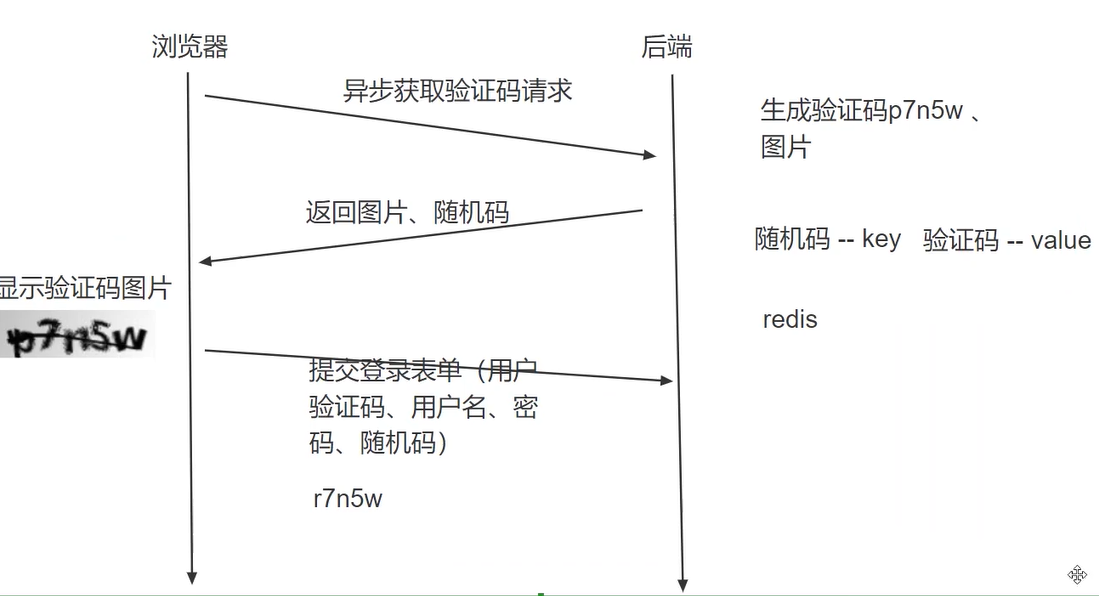 浏览器
后端
异步获取验证码请求
生成验证码p7n5w 、
图片
返回图片、随机码
随机码 -- key 验证码 -- value
显示验证码图片
p7n5w
redis
提交登录表单（用户
验证码、用户名、密
码、随机码）
r7n5w